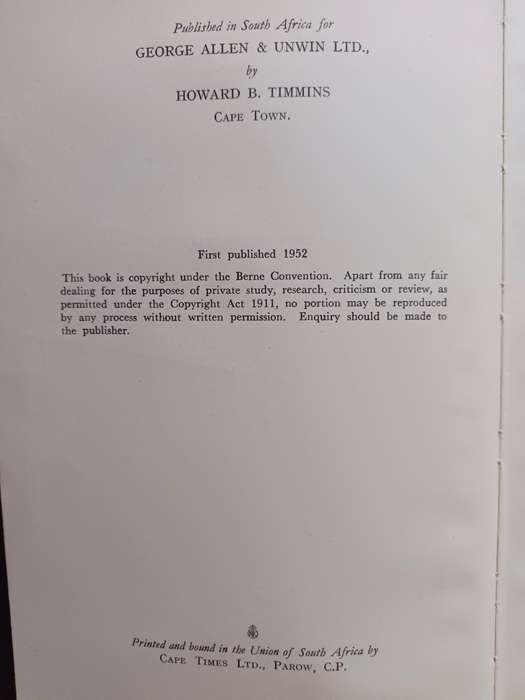 Published in South Africa for
GEORGE ALLEN & UNWIN LTD.,
by
HOWARD B. TIMMINS
CAPE TOWN.
First published 1952
This book is copyright under the Berne Convention. Apart from any fair
dealing for the purposes of private study, research, criticism or review, as
permitted under the Copyright Act 1911, no portion may be reproduced
by any process without written permission. Enquiry should be made to
the publisher.
Printed and bound in the Union of South Africa by
CAPE TIMES LTD., PAROW, C.P.